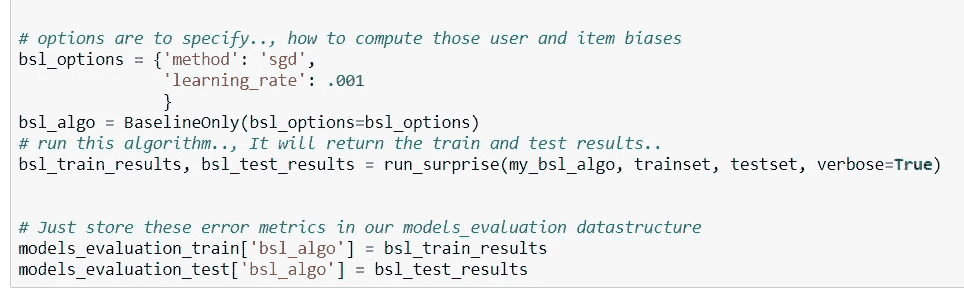 # options are to specify.., how to compute those user and item biases
bsl_options = {'method': 'sgd',
               'learning_rate': .001
               }
bsl_algo = BaselineOnly(bsl_options=bsl_options)
# run this algorithm.., It will return the train and test results..
bsl_train_results, bsl_test_results = run_surprise(my_bsl_algo, trainset, testset, verbose=True)
# Just store these error metrics in our models_evaluation datastructure
models_evaluation_train['bsl_algo'] = bsl_train_results
models_evaluation_test['bsl_algo'] = bsl_test_results